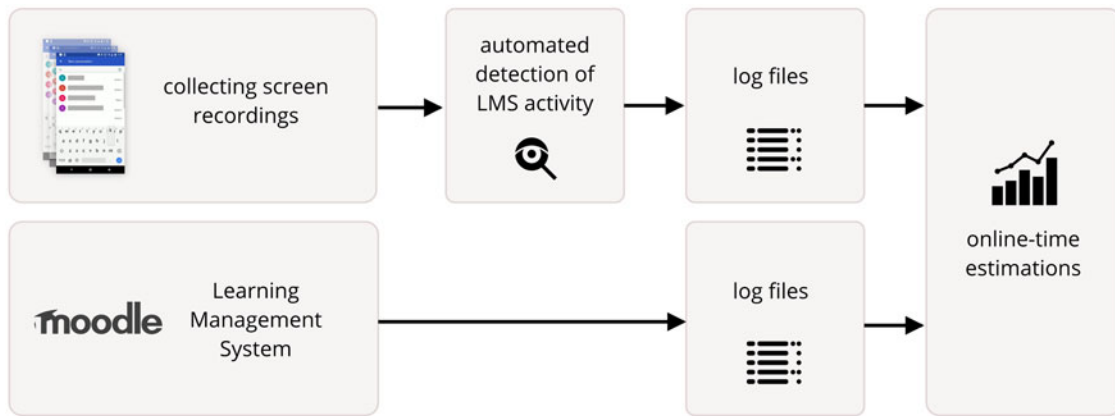 collecting screen
recordings
automated
detection of
LMS activity
log files
moodle
Learning
Management
System
log files
online-time
estimations